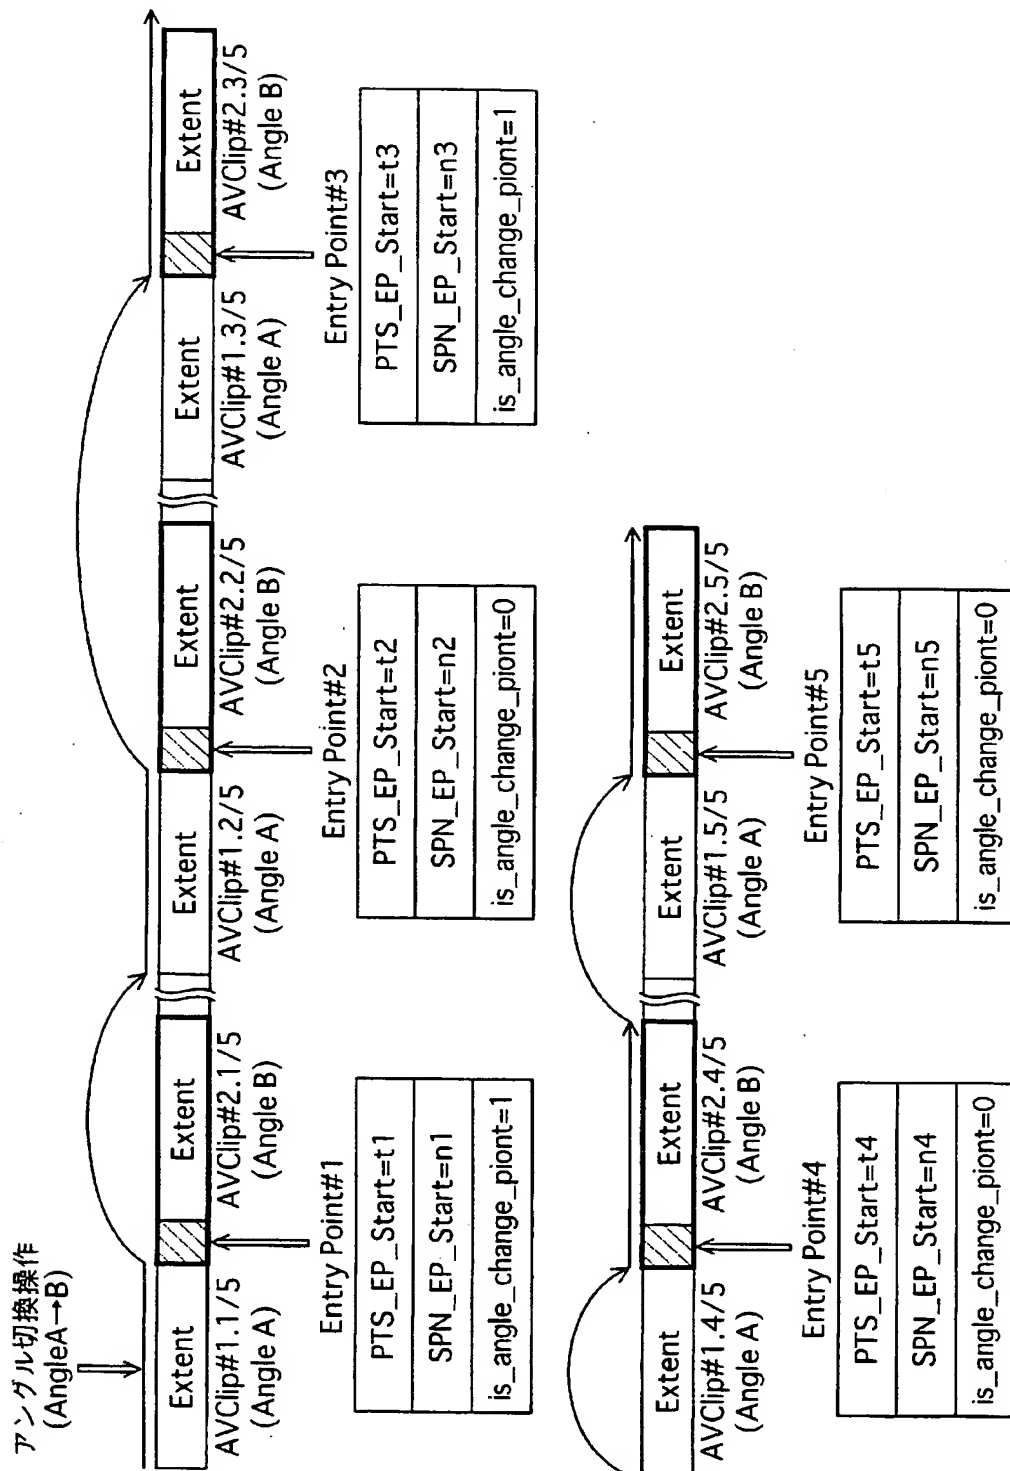 アングル切換操作
(AngleA→B)
Extent
Extent
Extent
Extent
Extent
Extent
AVClip#1.1/5
(Angle A)
AVClip#2.1/5
(Angle B)
AVClip#1.2/5
(Angle A)
AVClip#2.2/5
(Angle B)
AVClip#1.3/5
(Angle A)
AVClip#2.3/5
(Angle B)
Entry Point#1
PTS_EP_Start=t1
SPN_EP_Start=n1
is_angle_change_piont=1
Entry Point#2
PTS_EP_Start=t2
SPN_EP_Start=n2
is_angle_change_piont=0
Entry Point#3
PTS_EP_Start=t3
SPN_EP_Start=n3
is_angle_change_piont=1
Extent
Extent
Extent
Extent
AVClip#1.4/5
(Angle A)
AVClip#2.4/5
(Angle B)
AVClip#1.5/5
(Angle A)
AVClip#2.5/5
(Angle B)
Entry Point#4
PTS_EP_Start=t4
SPN_EP_Start=n4
is_angle_change_piont=0
Entry Point#5
PTS_EP_Start=t5
SPN_EP_Start=n5
is_angle_change_piont=0